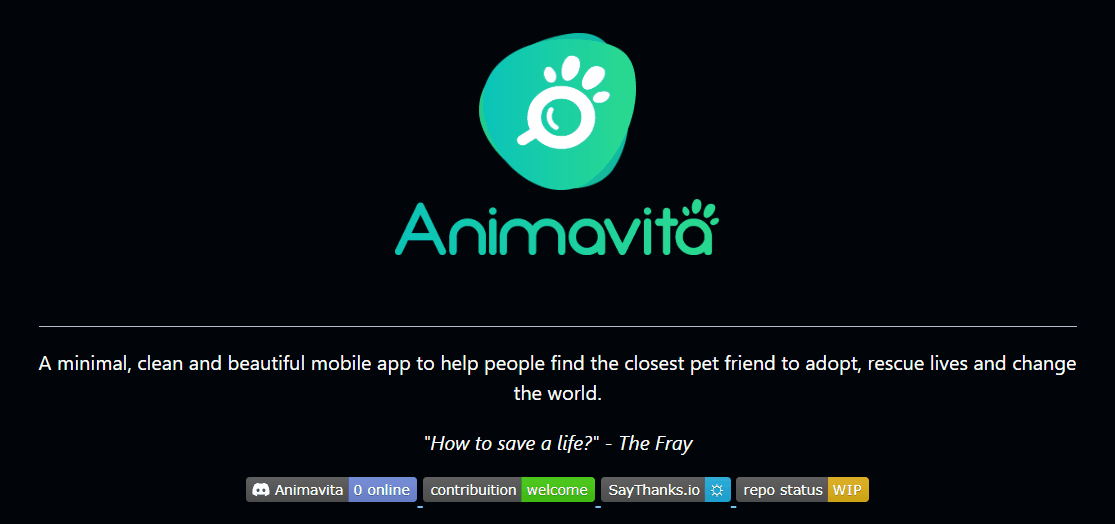 Animavita
A minimal, clean and beautiful mobile app to help people find the closest pet friend to adopt, rescue lives and change
the world.
"How to save a life?" - The Fray
Animavita 0 online contribuition welcome SayThanks.io repo status WIP